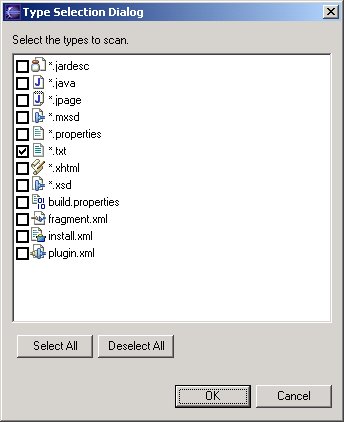 Type Selection Dialog
Select the types to scan.
*.jardesc
*.java
*.jpage
*.mxsd
*.properties
*.txt
*.xhtml
*.xsd
build.properties
fragment.xml
install.xml
plugin.xml
Select All
Deselect All
OK
Cancel